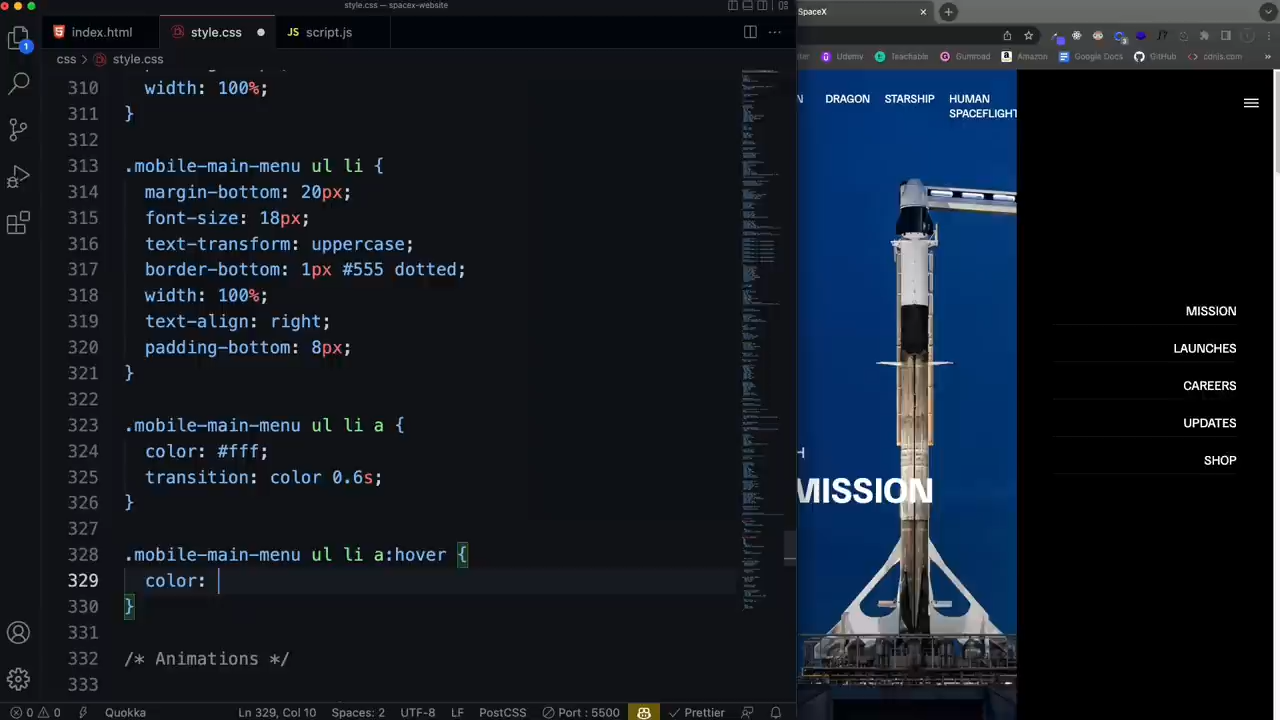 style.css — spacex-website
index.html
style.css
JS script.js
css > style.css
310 width: 100%;
311 }
312
313 .mobile-main-menu ul li {
314 margin-bottom: 20px;
315 font-size: 18px;
316 text-transform: uppercase;
317 border-bottom: 1px #555 dotted;
318 width: 100%;
319 text-align: right;
320 padding-bottom: 8px;
321 }
322
323 .mobile-main-menu ul li a {
324 color: #fff;
325 transition: color 0.6s;
326 }
327
328 .mobile-main-menu ul li a:hover {
329 color:
330 }
331
332 /* Animations */
333
1
0 0 Quokka Ln 329, Col 10 Spaces: 2 UTF-8 LF PostCSS Port : 5500 Prettier
SpaceX
3
Udemy Teachable Gumroad Amazon Google Docs GitHub cdnjs.com »
N DRAGON STARSHIP HUMAN
SPACEFLIGHT
MISSION
LAUNCHES
CAREERS
UPDATES
SHOP
H
MISSION